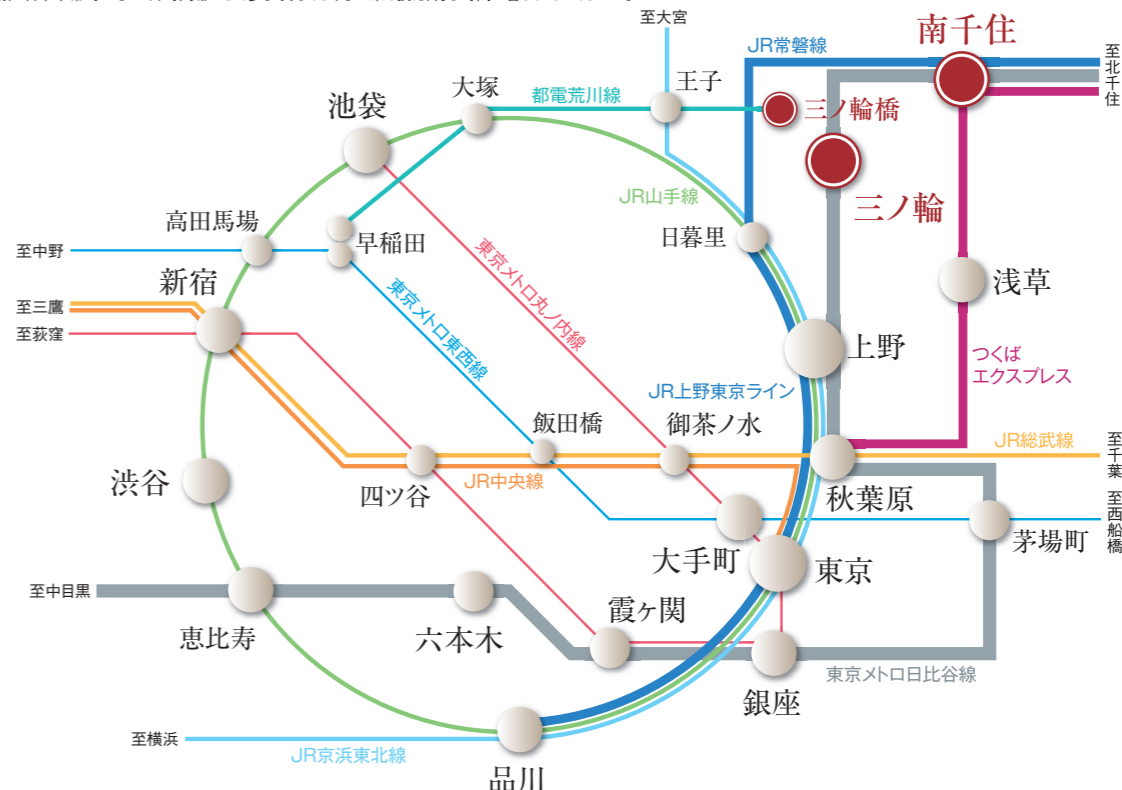 至大宮
南千住
JR常磐線
至北千住
王子
大塚
都電荒川線
三ノ輪橋
池袋
三ノ輪
JR山手線
高田馬場
早稲田
日暮里
至中野
東京メトロ丸ノ内線
新宿
浅草
東京メトロ東西線
至三鷹
至荻窪
上野
つくば
エクスプレス
JR上野東京ライン
飯田橋
御茶ノ水
JR総武線
至千葉
渋谷
四ツ谷
JR中央線
秋葉原
至西船橋
大手町
東京
茅場町
至中目黒
恵比寿
六本木
霞ヶ関
東京メトロ日比谷線
銀座
至横浜
JR京浜東北線
品川